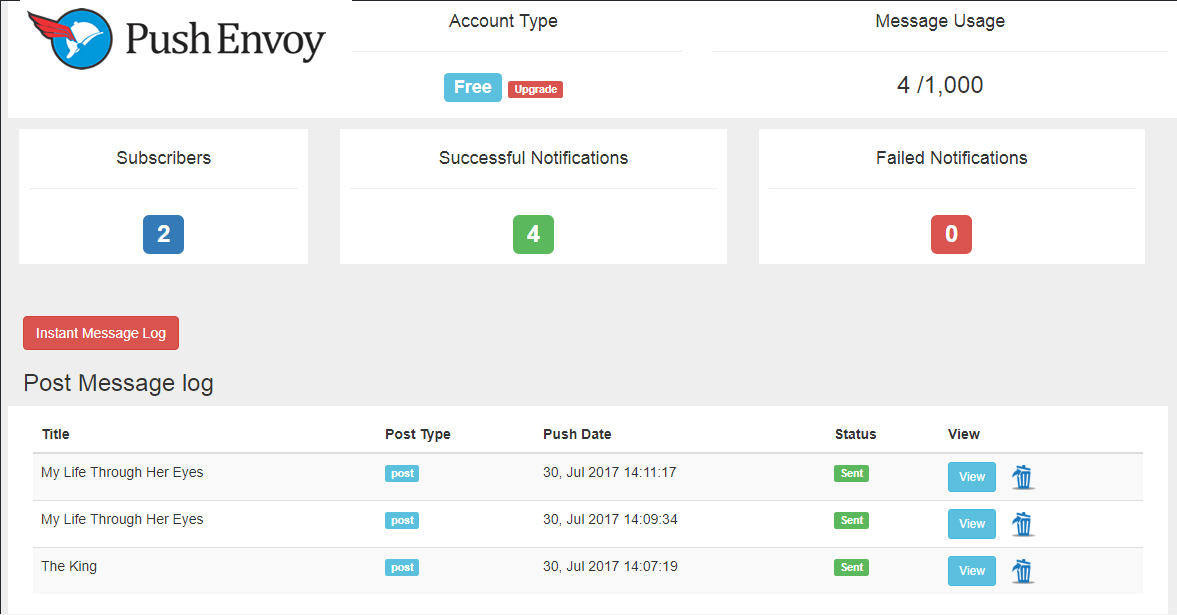 Push Envoy
Account Type
Message Usage
Free Upgrade
4 /1,000
Subscribers
Successful Notifications
Failed Notifications
2
4
0
Instant Message Log
Post Message log
Title Post Type Push Date Status View
My Life Through Her Eyes post 30, Jul 2017 14:11:17 Sent View
My Life Through Her Eyes post 30, Jul 2017 14:09:34 Sent View
The King post 30, Jul 2017 14:07:19 Sent View